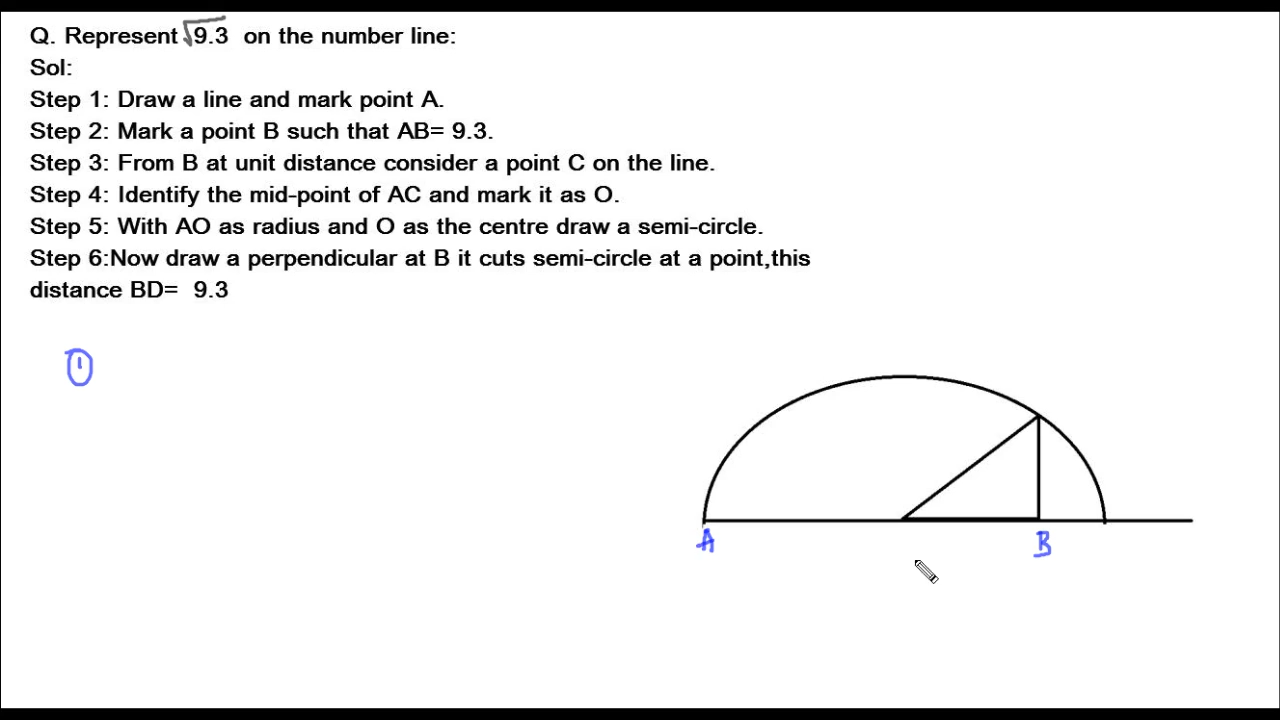 Q. Represent √9.3 on the number line:
Sol:
Step 1: Draw a line and mark point A.
Step 2: Mark a point B such that AB= 9.3.
Step 3: From B at unit distance consider a point C on the line.
Step 4: Identify the mid-point of AC and mark it as O.
Step 5: With AO as radius and O as the centre draw a semi-circle.
Step 6:Now draw a perpendicular at B it cuts semi-circle at a point,this
distance BD= 9.3
1
A B